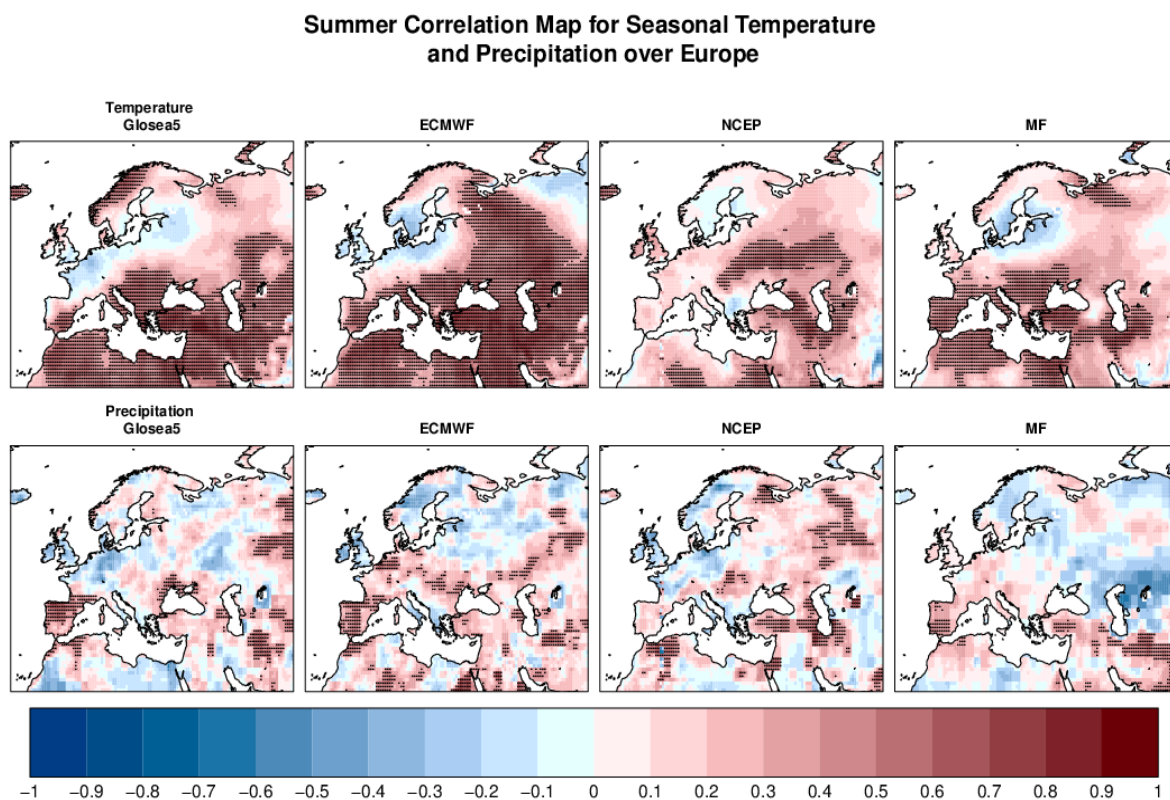 Summer Correlation Map for Seasonal Temperature
and Precipitation over Europe
Temperature
Glosea5
ECMWF
NCEP
MF
Precipitation
Glosea5
ECMWF
NCEP
MF
−1 −0.9 −0.8 −0.7 −0.6 −0.5 −0.4 −0.3 −0.2 −0.1 0 0.1 0.2 0.3 0.4 0.5 0.6 0.7 0.8 0.9 1